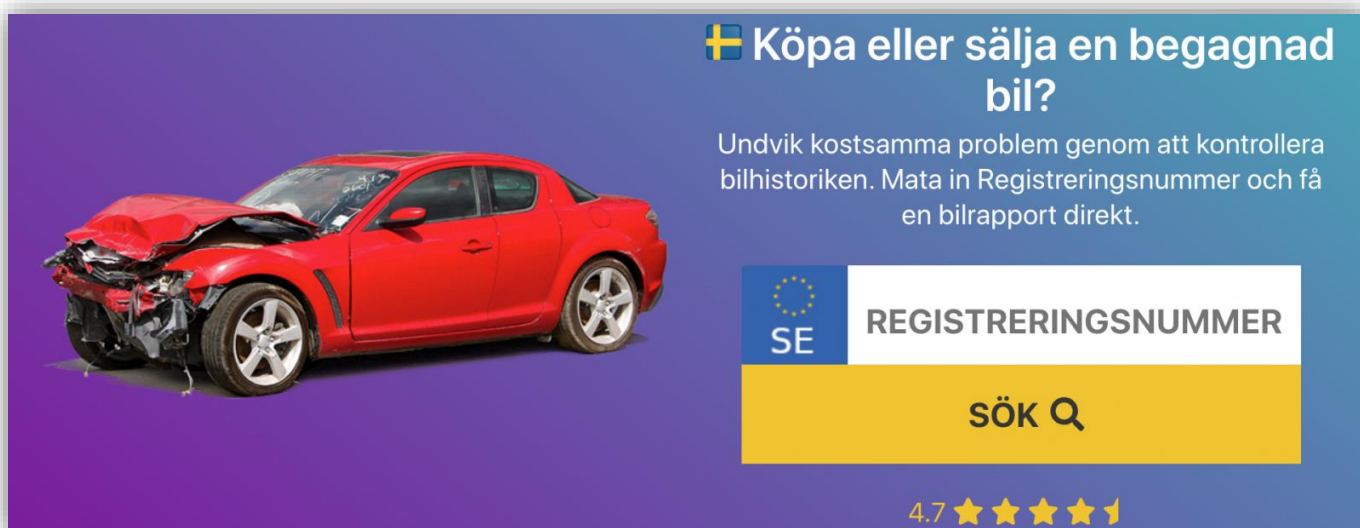 🇸🇪 Köpa eller sälja en begagnad
bil?
Undvik kostsamma problem genom att kontrollera
bilhistoriken. Mata in Registreringsnummer och få
en bilrapport direkt.
SE
REGISTRERINGSNUMMER
SÖK
4.7